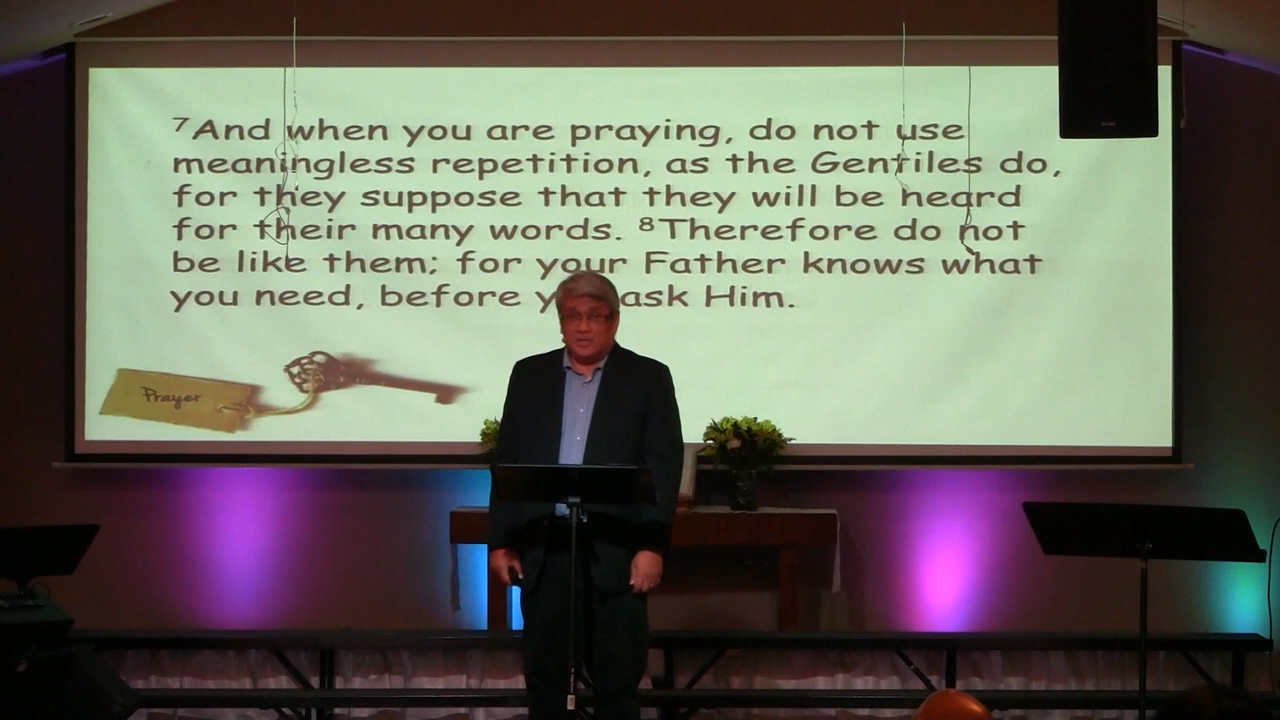 7And when you are praying, do not use
meaningless repetition, as the Gentiles do,
for they suppose that they will be heard
for their many words. 8Therefore do not
be like them; for your Father knows what
you need, before y ask Him.
Prayer